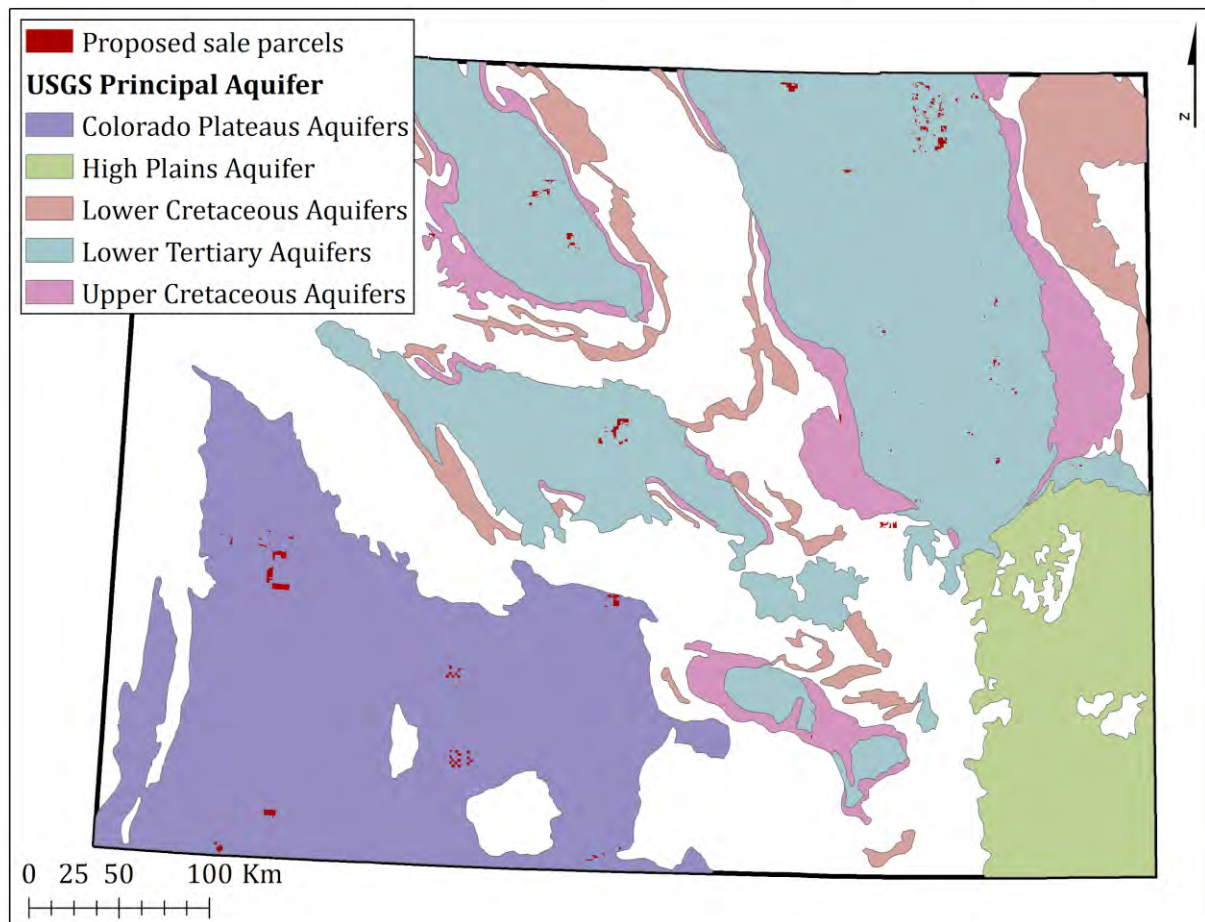 Proposed sale parcels
USGS Principal Aquifer
Colorado Plateaus Aquifers
High Plains Aquifer
Lower Cretaceous Aquifers
Lower Tertiary Aquifers
Upper Cretaceous Aquifers
z
0 25 50 100 Km